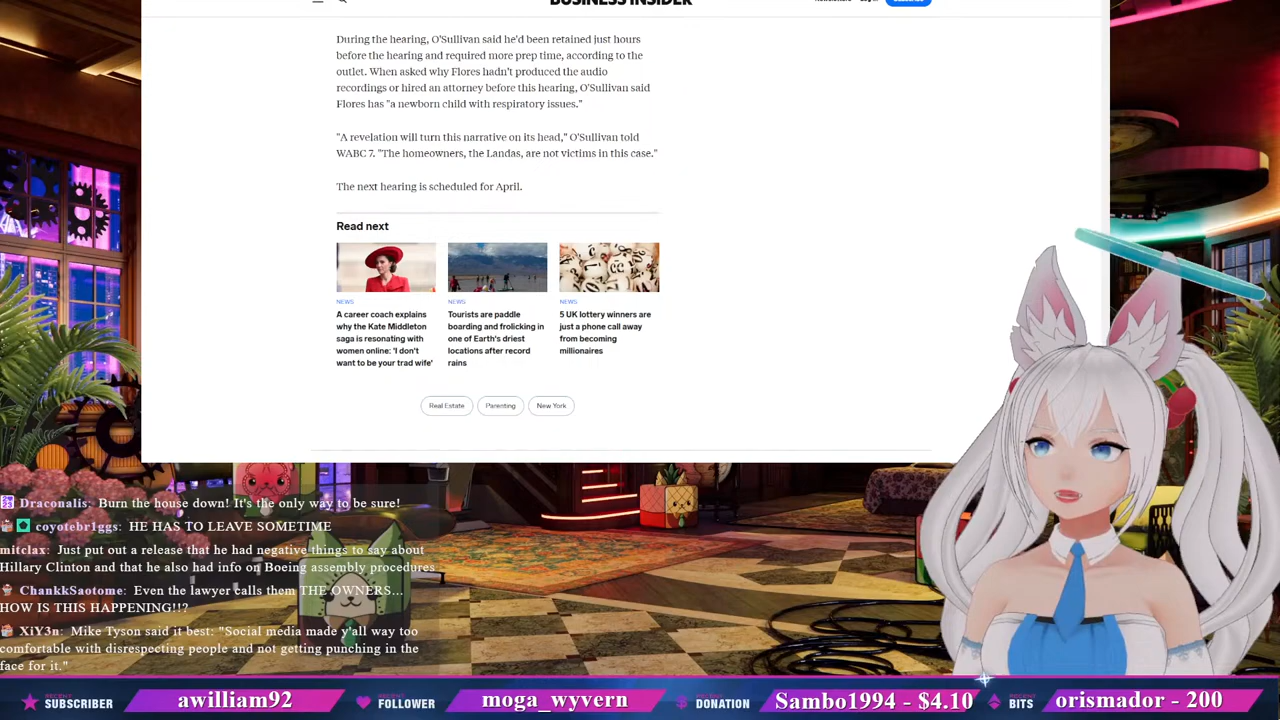 BUSINESS INSIDER
Newsletters Log in Subscribe
During the hearing, O'Sullivan said he'd been retained just hours
before the hearing and required more prep time, according to the
outlet. When asked why Flores hadn't produced the audio
recordings or hired an attorney before this hearing, O'Sullivan said
Flores has "a newborn child with respiratory issues."
"A revelation will turn this narrative on its head," O'Sullivan told
WABC 7. "The homeowners, the Landas, are not victims in this case."
The next hearing is scheduled for April.
Read next
NEWS
A career coach explains
why the Kate Middleton
saga is resonating with
women online: 'I don't
want to be your trad wife'
NEWS
Tourists are paddle
boarding and frolicking in
one of Earth's driest
locations after record
rains
NEWS
5 UK lottery winners are
just a phone call away
from becoming
millionaires
Real Estate Parenting New York
Draconalis: Burn the house down! It's the only way to be sure!
coyotebr1ggs: HE HAS TO LEAVE SOMETIME
mitclax: Just put out a release that he had negative things to say about
Hillary Clinton and that he also had info on Boeing assembly procedures
ChankkSaotome: Even the lawyer calls them THE OWNERS...
HOW IS THIS HAPPENING!!?
XiY3n: Mike Tyson said it best: "Social media made y'all way too
comfortable with disrespecting people and not getting punching in the
face for it."
RECENT SUBSCRIBER awilliam92 RECENT FOLLOWER moga_wyvern RECENT DONATION Sambo1994 - $4.10 RECENT BITS orismador - 200